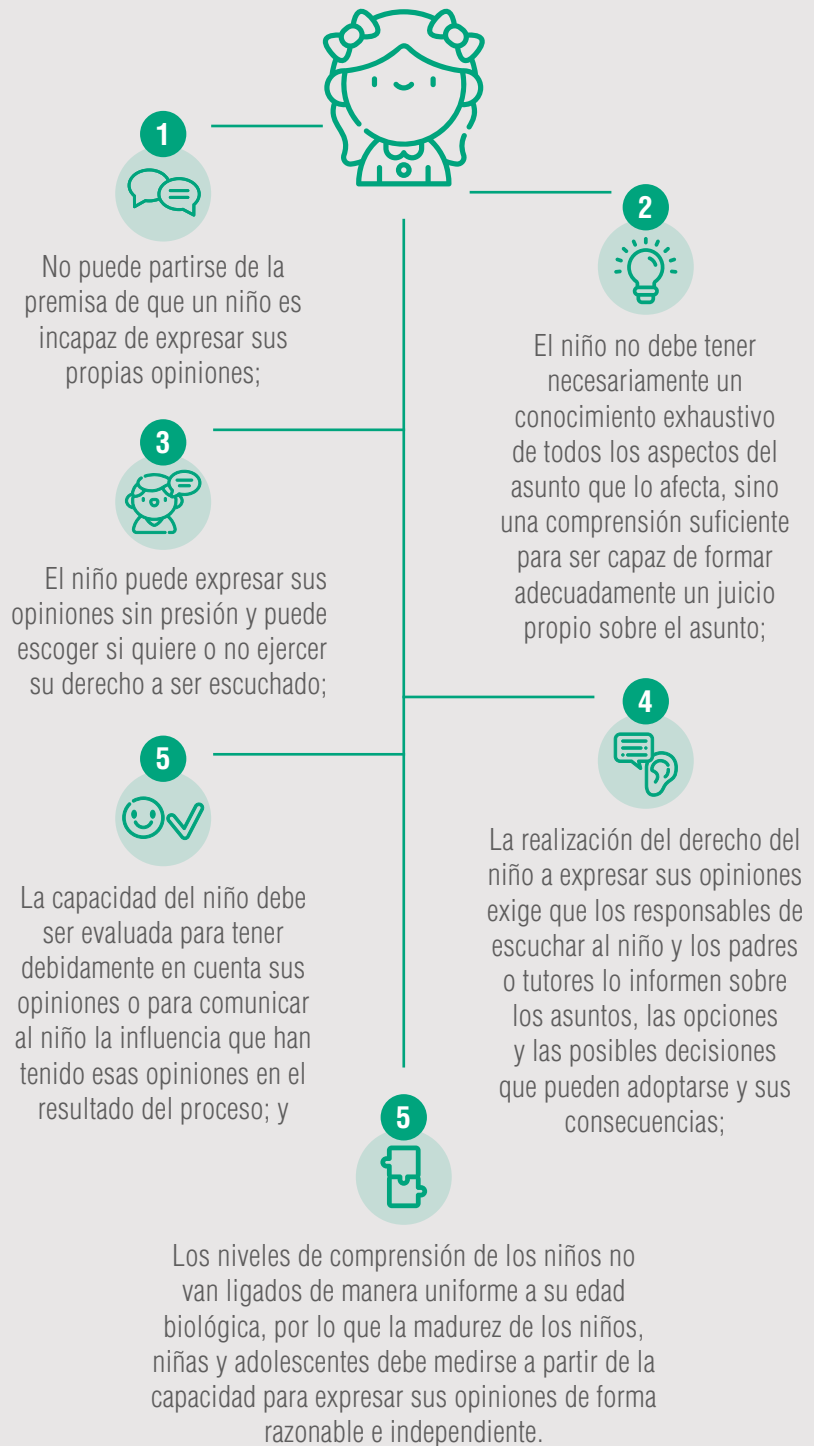 1
No puede partirse de la
premisa de que un niño es
incapaz de expresar sus
propias opiniones;
2
El niño no debe tener
necesariamente un
conocimiento exhaustivo
de todos los aspectos del
asunto que lo afecta, sino
una comprensión suficiente
para ser capaz de formar
adecuadamente un juicio
propio sobre el asunto;
3
El niño puede expresar sus
opiniones sin presión y puede
escoger si quiere o no ejercer
su derecho a ser escuchado;
4
La realización del derecho del
niño a expresar sus opiniones
exige que los responsables de
escuchar al niño y los padres
o tutores lo informen sobre
los asuntos, las opciones
y las posibles decisiones
que pueden adoptarse y sus
consecuencias;
5
La capacidad del niño debe
ser evaluada para tener
debidamente en cuenta sus
opiniones o para comunicar
al niño la influencia que han
tenido esas opiniones en el
resultado del proceso; y
5
Los niveles de comprensión de los niños no
van ligados de manera uniforme a su edad
biológica, por lo que la madurez de los niños,
niñas y adolescentes debe medirse a partir de la
capacidad para expresar sus opiniones de forma
razonable e independiente.